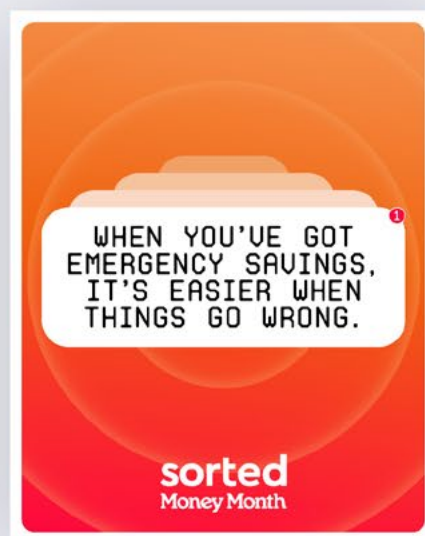 1
WHEN YOU'VE GOT
EMERGENCY SAVINGS,
IT'S EASIER WHEN
THINGS GO WRONG.
sorted
Money Month